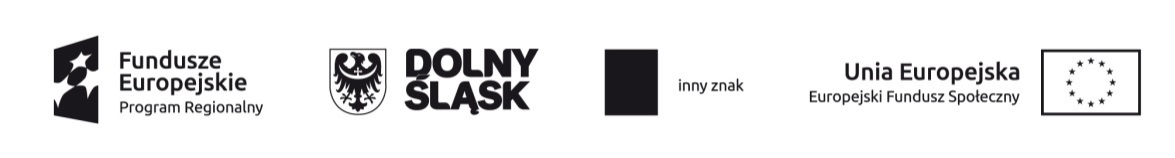 Fundusze
Europejskie
Program Regionalny
DOLNY
ŚLĄSK
inny znak
Unia Europejska
Europejski Fundusz Społeczny